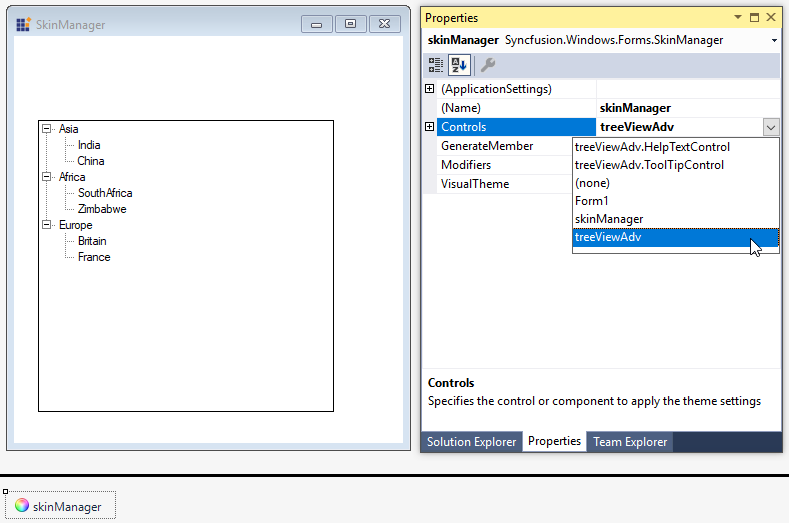 SkinManager
Asia
India
China
Africa
SouthAfrica
Zimbabwe
Europe
Britain
France
Properties
skinManager Syncfusion.Windows.Forms.SkinManager
(ApplicationSettings)
(Name) skinManager
Controls treeViewAdv
GenerateMember
Modifiers
VisualTheme
treeViewAdv.HelpTextControl
treeViewAdv.ToolTipControl
(none)
Form1
skinManager
treeViewAdv
Controls
Specifies the control or component to apply the theme settings
Solution Explorer Properties Team Explorer
skinManager